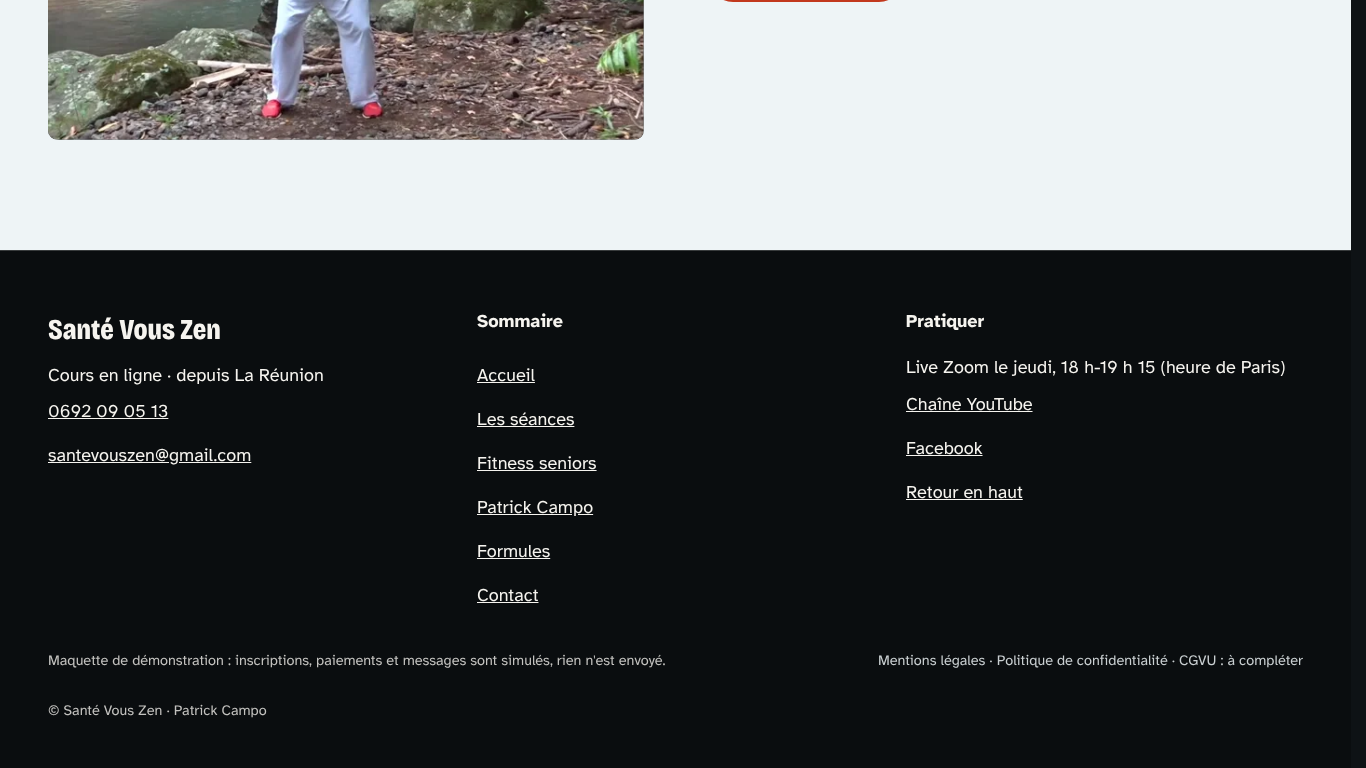 Santé Vous Zen
Cours en ligne · depuis La Réunion
0692 09 05 13
santevouszen@gmail.com
Sommaire
Accueil
Les séances
Fitness seniors
Patrick Campo
Formules
Contact
Pratiquer
Live Zoom le jeudi, 18 h-19 h 15 (heure de Paris)
Chaîne YouTube
Facebook
Retour en haut
Maquette de démonstration : inscriptions, paiements et messages sont simulés, rien n'est envoyé.
Mentions légales · Politique de confidentialité · CGVU : à compléter
© Santé Vous Zen · Patrick Campo